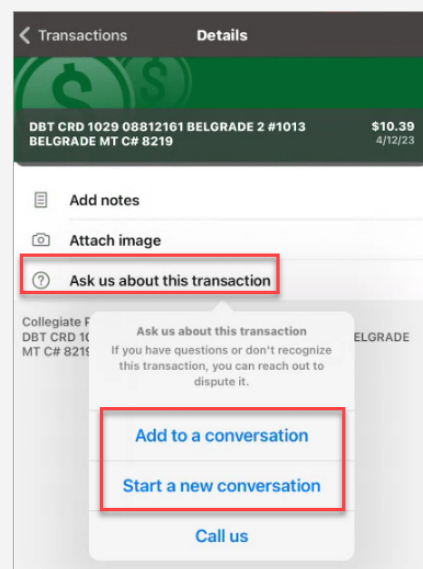 Transactions
Details
DBT CRD 1029 08812161 BELGRADE 2 #1013
BELGRADE MT C# 8219
$10.39
4/12/23
Add notes
Attach image
Ask us about this transaction
Collegiate
DBT CRD
ELGRADE
MT C# 8219
Ask us about this transaction
If you have questions or don't recognize
this transaction, you can reach out to
dispute it.
Add to a conversation
Start a new conversation
Call us